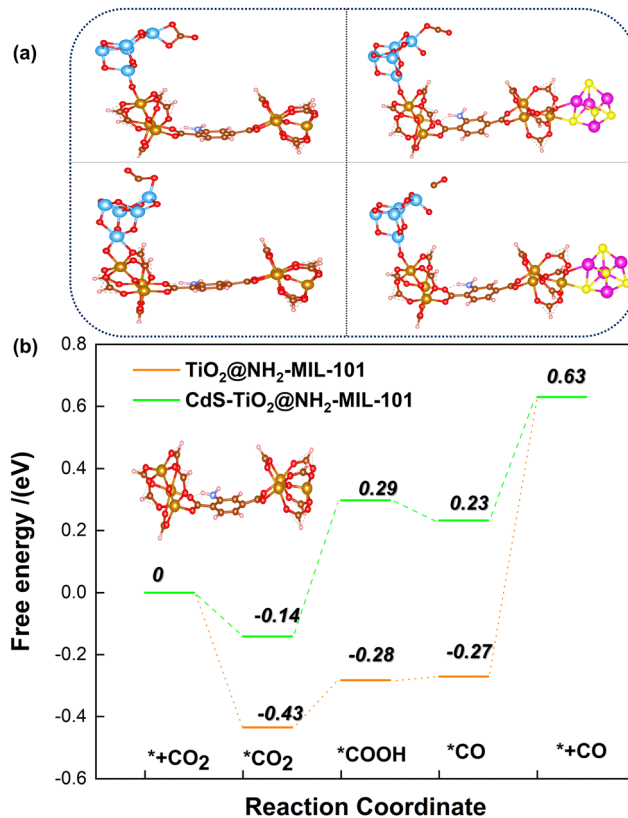 (a)
(b)
0.8
0.6
0.4
0.2
0.0
-0.2
-0.4
-0.6
Free energy /(eV)
TiO₂@NH₂-MIL-101
CdS-TiO₂@NH₂-MIL-101
0.63
0.29
0.23
0
-0.14
-0.28
-0.27
-0.43
*+CO₂ *CO₂ *COOH *CO *+CO
Reaction Coordinate